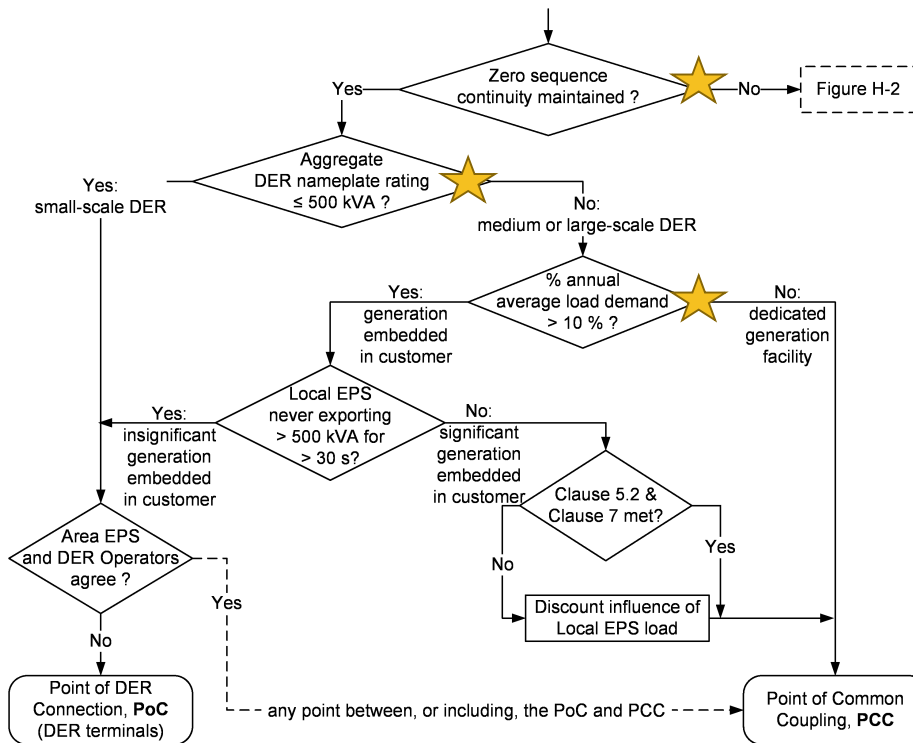 Zero sequence
continuity maintained ?
Yes
No
Figure H-2
Aggregate
DER nameplate rating
≤ 500 kVA ?
Yes:
small-scale DER
No:
medium or large-scale DER
% annual
average load demand
> 10 % ?
Yes:
generation
embedded
in customer
No:
dedicated
generation
facility
Local EPS
never exporting
> 500 kVA for
> 30 s?
Yes:
insignificant
generation
embedded
in customer
No:
significant
generation
embedded
in customer
Clause 5.2 &
Clause 7 met?
No
Yes
Area EPS
and DER Operators
agree ?
Yes
No
Discount influence of
Local EPS load
Point of DER
Connection, PoC
(DER terminals)
any point between, or including, the PoC and PCC
Point of Common
Coupling, PCC